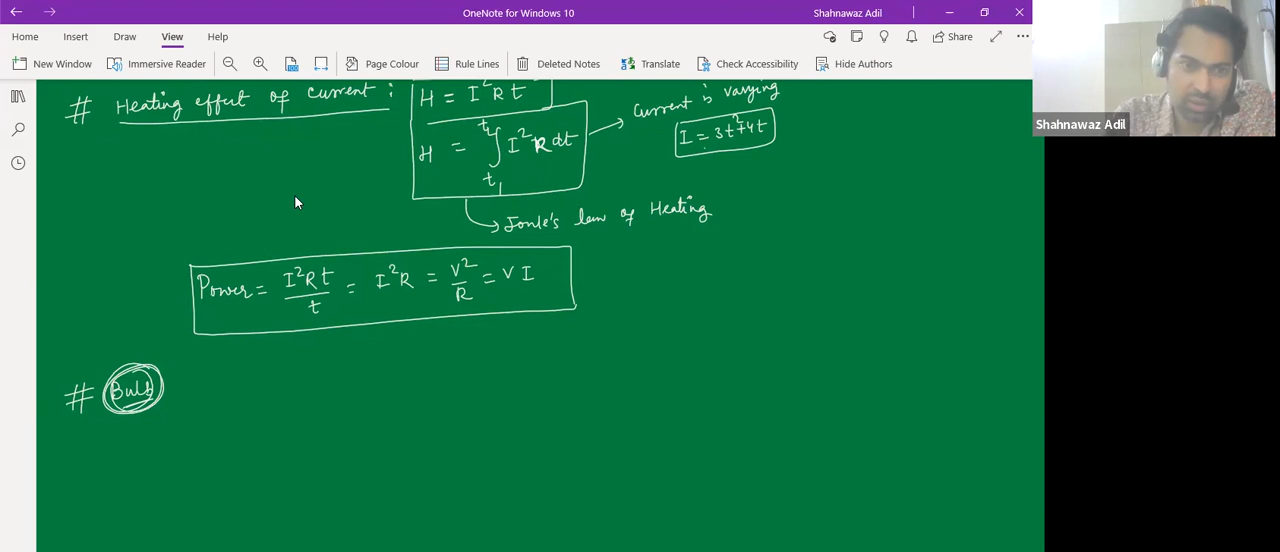 OneNote for Windows 10
Shahnawaz Adil
Home Insert Draw View Help
Share
New Window Immersive Reader Page Colour Rule Lines Deleted Notes Translate Check Accessibility Hide Authors
# Heating effect of current :
H = I²Rt
H = ∫ₜ₁ᵗ I²R dt
Current is varying
I = 3t²+4t
Joule's law of Heating
Power = I²Rt/t = I²R = V²/R = VI
# Bulb
Shahnawaz Adil